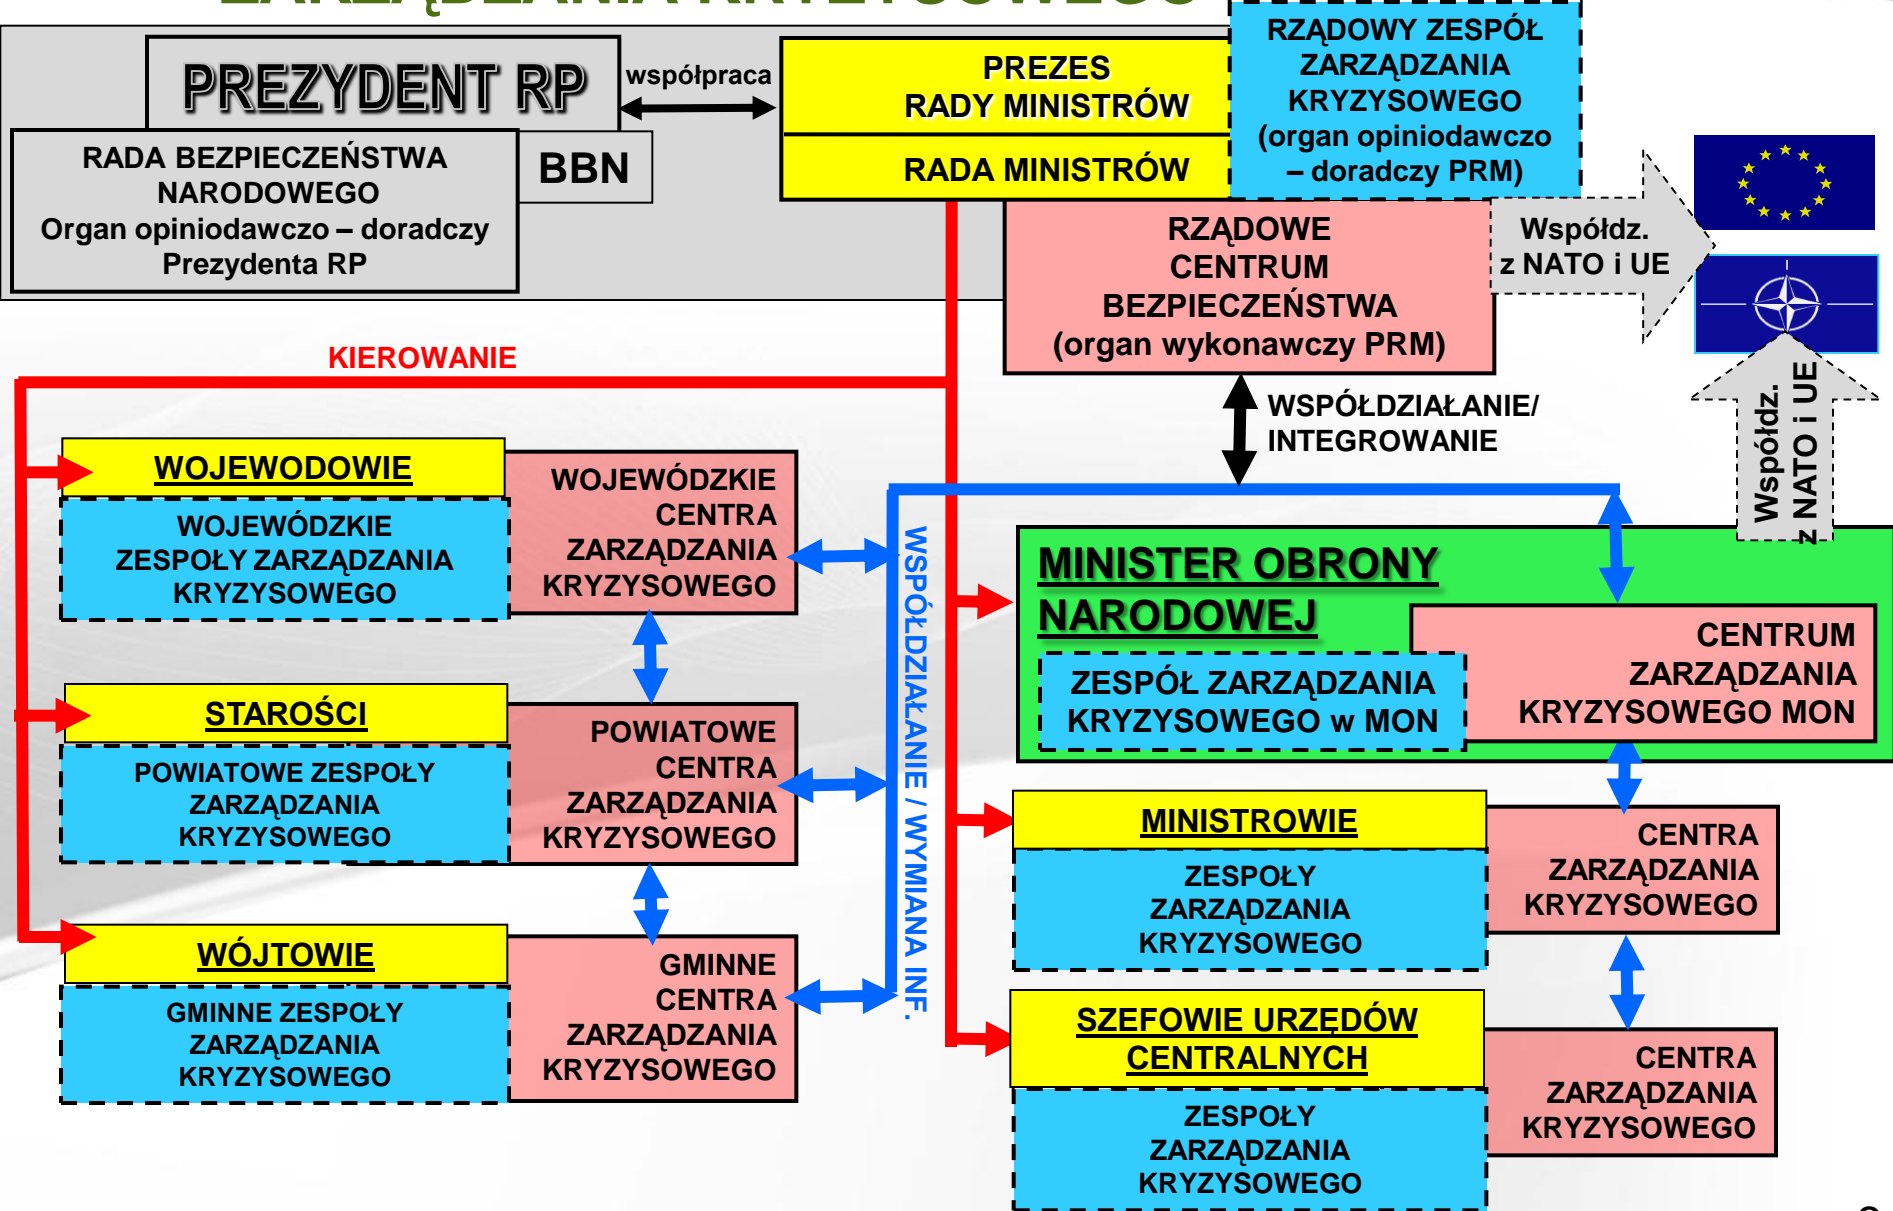 ZARZĄDZANIA KRYZYSOWEGO
PREZYDENT RP
współpraca
PREZES
RADY MINISTRÓW
RADA MINISTRÓW
RZĄDOWY ZESPÓŁ
ZARZĄDZANIA
KRYZYSOWEGO
(organ opiniodawczo
– doradczy PRM)
RADA BEZPIECZEŃSTWA
NARODOWEGO
Organ opiniodawczo – doradczy
Prezydenta RP
BBN
RZĄDOWE
CENTRUM
BEZPIECZEŃSTWA
(organ wykonawczy PRM)
Współdz.
z NATO i UE
KIEROWANIE
WSPÓŁDZIAŁANIE/
INTEGROWANIE
Współdz.
z NATO i UE
WOJEWODOWIE
WOJEWÓDZKIE
ZESPOŁY ZARZĄDZANIA
KRYZYSOWEGO
WOJEWÓDZKIE
CENTRA
ZARZĄDZANIA
KRYZYSOWEGO
WSPÓŁDZIAŁANIE / WYMIANA INF.
MINISTER OBRONY
NARODOWEJ
ZESPÓŁ ZARZĄDZANIA
KRYZYSOWEGO w MON
CENTRUM
ZARZĄDZANIA
KRYZYSOWEGO MON
STAROŚCI
POWIATOWE ZESPOŁY
ZARZĄDZANIA
KRYZYSOWEGO
POWIATOWE
CENTRA
ZARZĄDZANIA
KRYZYSOWEGO
MINISTROWIE
ZESPOŁY
ZARZĄDZANIA
KRYZYSOWEGO
CENTRA
ZARZĄDZANIA
KRYZYSOWEGO
WÓJTOWIE
GMINNE ZESPOŁY
ZARZĄDZANIA
KRYZYSOWEGO
GMINNE
CENTRA
ZARZĄDZANIA
KRYZYSOWEGO
SZEFOWIE URZĘDÓW
CENTRALNYCH
ZESPOŁY
ZARZĄDZANIA
KRYZYSOWEGO
CENTRA
ZARZĄDZANIA
KRYZYSOWEGO